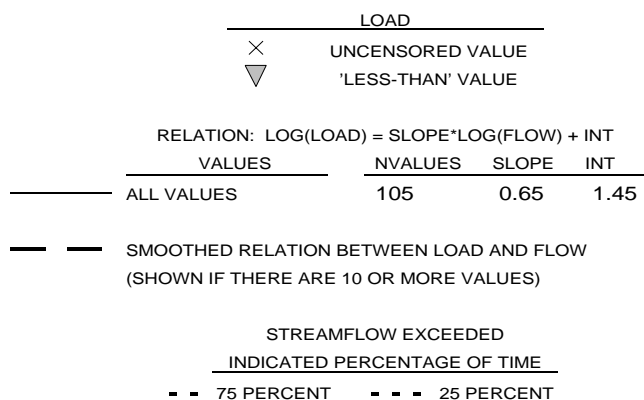 LOAD
UNCENSORED VALUE
'LESS-THAN' VALUE
RELATION: LOG(LOAD) = SLOPE*LOG(FLOW) + INT
VALUES NVALUES SLOPE INT
ALL VALUES 105 0.65 1.45
SMOOTHED RELATION BETWEEN LOAD AND FLOW
(SHOWN IF THERE ARE 10 OR MORE VALUES)
STREAMFLOW EXCEEDED
INDICATED PERCENTAGE OF TIME
75 PERCENT 25 PERCENT